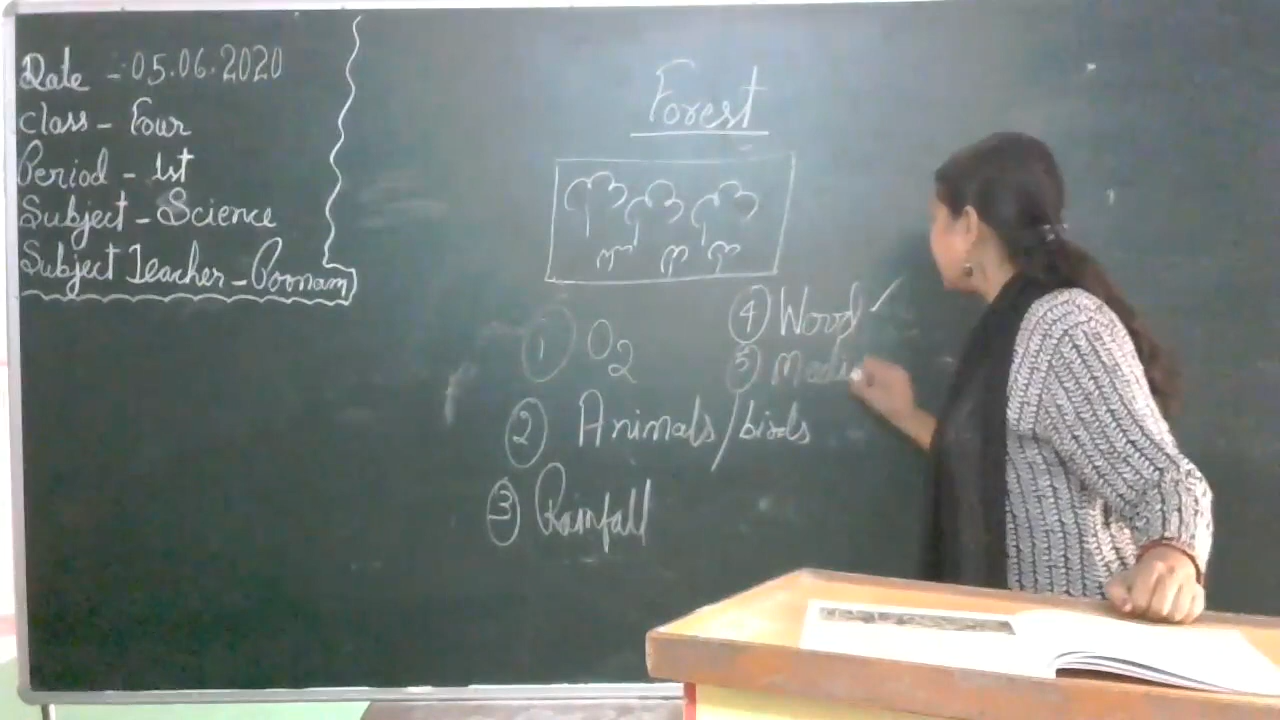 Date - 05.06.2020
Class - Four
Period - 1st
Subject - Science
Subject Teacher - Poonam
Forest
① O2
② Animals/birds
③ Rainfall
④ Wood ✓
⑤ Medi